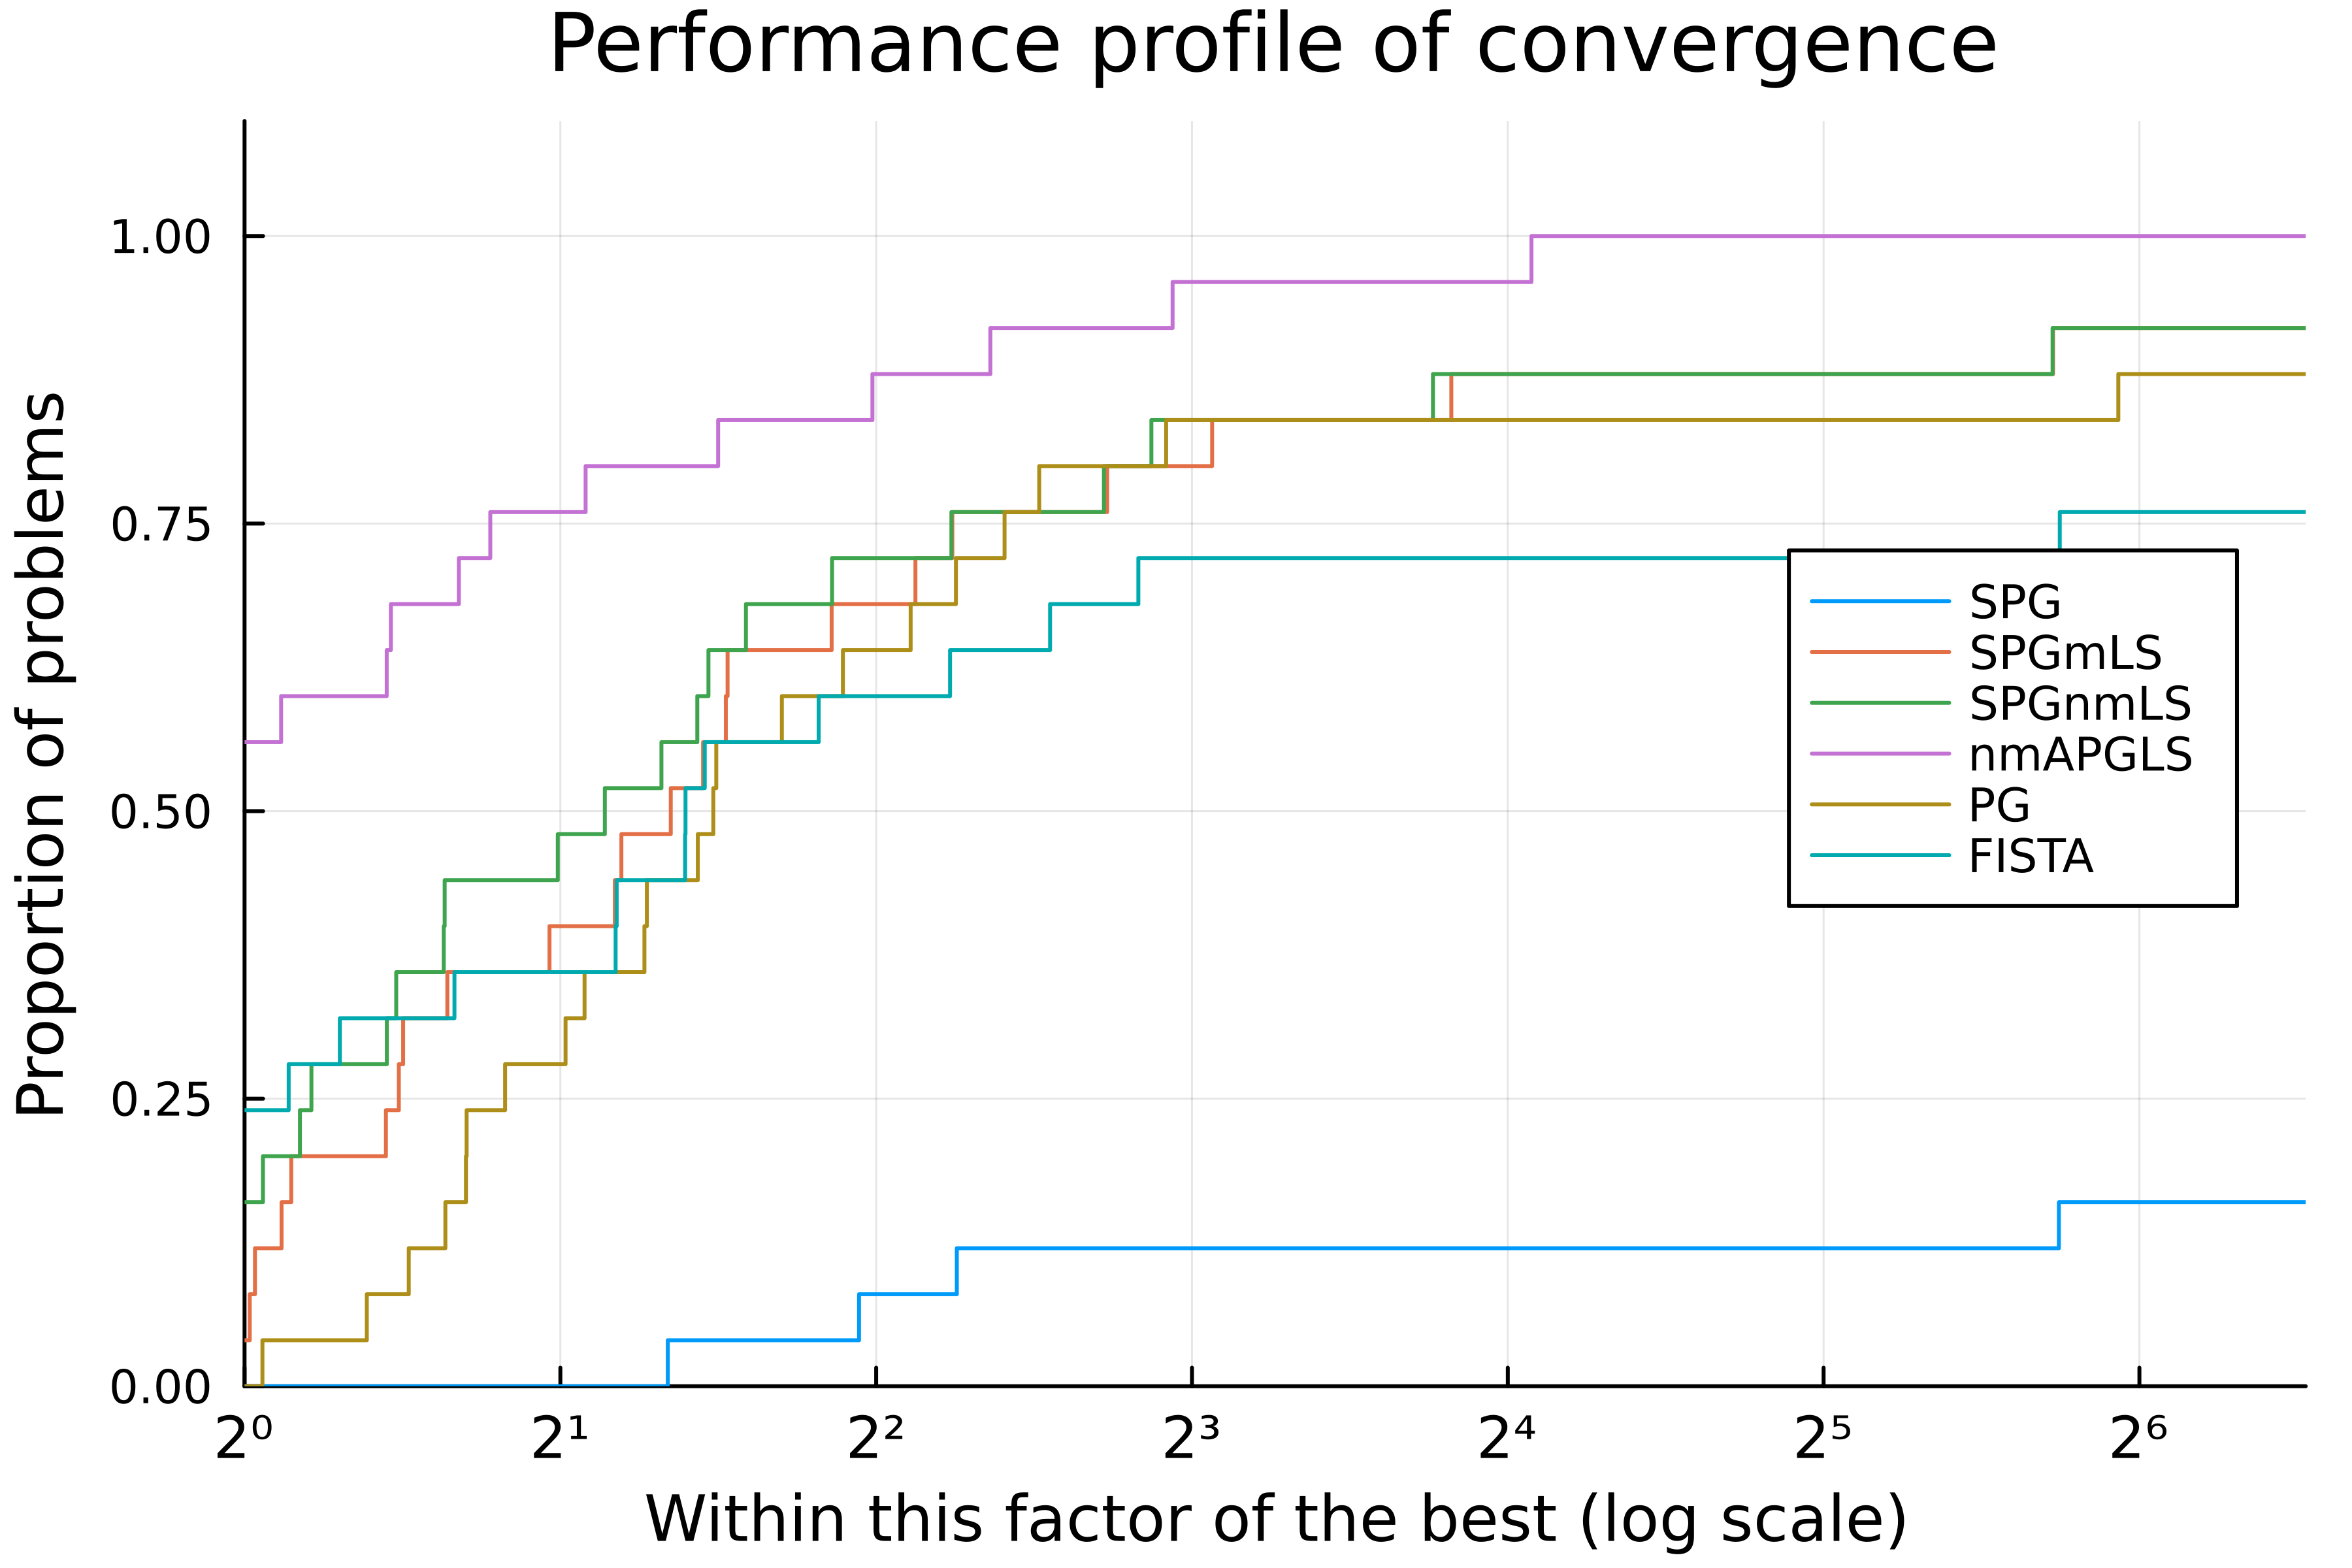 Performance profile of convergence
Proportion of problems
1.00
0.75
0.50
0.25
0.00
SPG
SPGmLS
SPGnmLS
nmAPGLS
PG
FISTA
2⁰ 2¹ 2² 2³ 2⁴ 2⁵ 2⁶
Within this factor of the best (log scale)